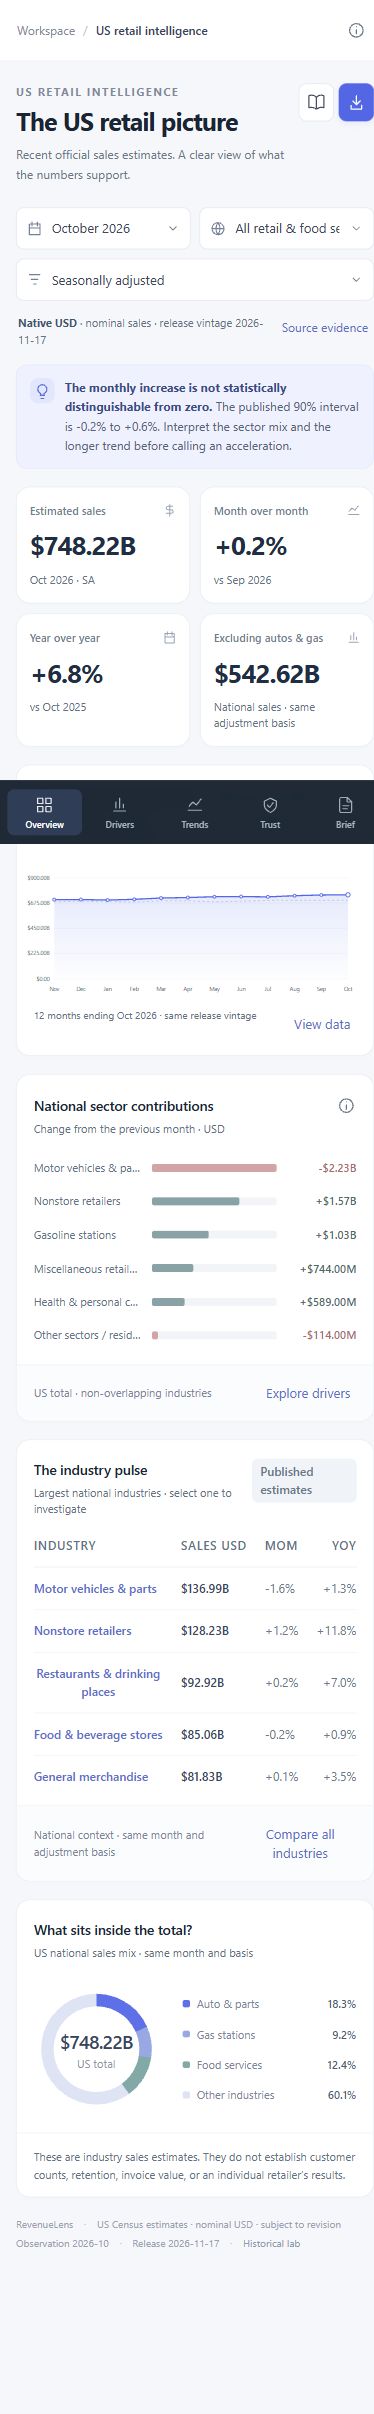 Workspace / US retail intelligence
US RETAIL INTELLIGENCE
The US retail picture
Recent official sales estimates. A clear view of what
the numbers support.
October 2026
All retail & food se
Seasonally adjusted
Native USD · nominal sales · release vintage 2026-
11-17
Source evidence
The monthly increase is not statistically
distinguishable from zero. The published 90% interval
is -0.2% to +0.6%. Interpret the sector mix and the
longer trend before calling an acceleration.
Estimated sales
$748.22B
Oct 2026 · SA
Month over month
+0.2%
vs Sep 2026
Year over year
+6.8%
vs Oct 2025
Excluding autos & gas
$542.62B
National sales · same
adjustment basis
Overview
Drivers
Trends
Trust
Brief
$900.00B
$675.00B
$450.00B
$225.00B
$0.00
Nov Dec Jan Feb Mar Apr May Jun Jul Aug Sep Oct
12 months ending Oct 2026 · same release vintage
View data
National sector contributions
Change from the previous month · USD
Motor vehicles & pa... -$2.23B
Nonstore retailers +$1.57B
Gasoline stations +$1.03B
Miscellaneous retail... +$744.00M
Health & personal c... +$589.00M
Other sectors / resid... -$114.00M
US total · non-overlapping industries
Explore drivers
The industry pulse
Largest national industries · select one to
investigate
Published
estimates
INDUSTRY SALES USD MOM YOY
Motor vehicles & parts $136.99B -1.6% +1.3%
Nonstore retailers $128.23B +1.2% +11.8%
Restaurants & drinking
places
$92.92B +0.2% +7.0%
Food & beverage stores $85.06B -0.2% +0.9%
General merchandise $81.83B +0.1% +3.5%
National context · same month and
adjustment basis
Compare all
industries
What sits inside the total?
US national sales mix · same month and basis
$748.22B
US total
Auto & parts 18.3%
Gas stations 9.2%
Food services 12.4%
Other industries 60.1%
These are industry sales estimates. They do not establish customer
counts, retention, invoice value, or an individual retailer's results.
RevenueLens · US Census estimates · nominal USD · subject to revision
Observation 2026-10 · Release 2026-11-17 · Historical lab